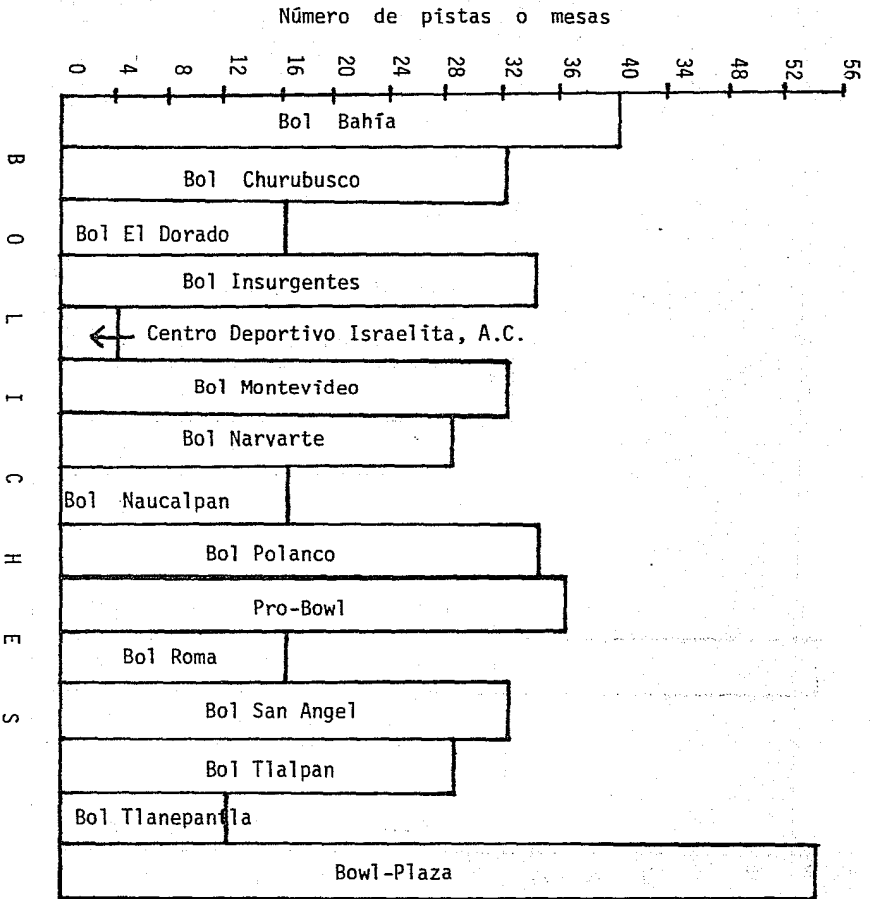 Número de pistas o mesas
0 4 8 12 16 20 24 28 32 36 40 34 48 52 56
BOLICHES
Bol Bahía
Bol Churubusco
Bol El Dorado
Bol Insurgentes
Centro Deportivo Israelita, A.C.
Bol Montevideo
Bol Narvarte
Bol Naucalpan
Bol Polanco
Pro-Bowl
Bol Roma
Bol San Angel
Bol Tlalpan
Bol Tlanepantla
Bowl-Plaza